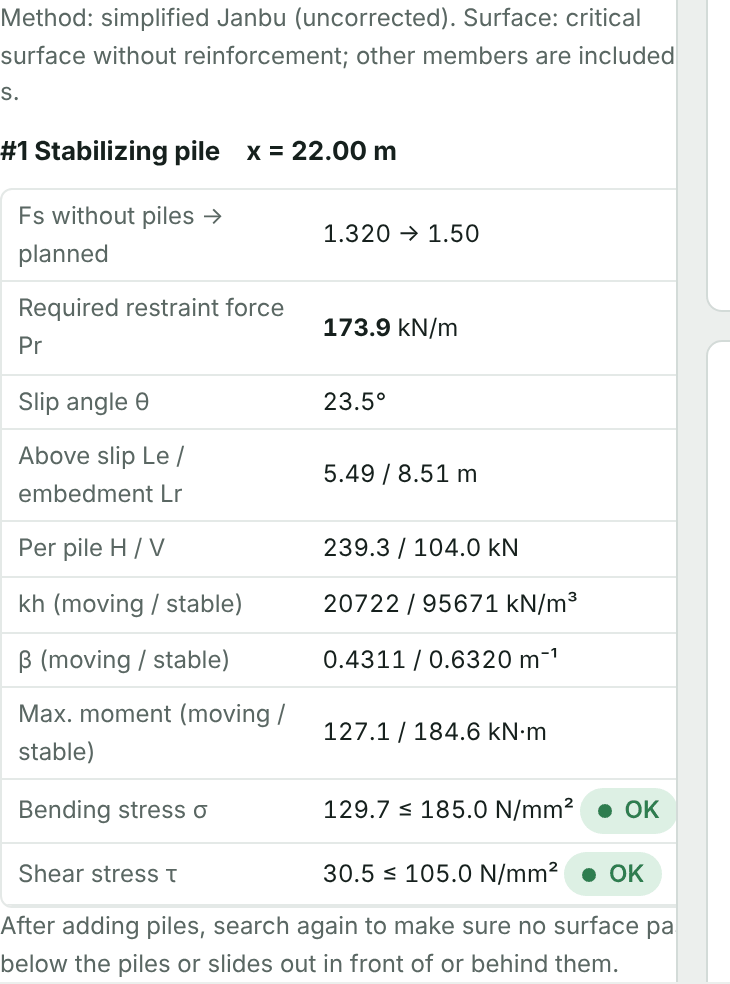 Method: simplified Janbu (uncorrected). Surface: critical
surface without reinforcement; other members are included
s.
#1 Stabilizing pile x = 22.00 m
Fs without piles →
planned
1.320 → 1.50
Required restraint force
Pr
173.9 kN/m
Slip angle θ
23.5°
Above slip Le /
embedment Lr
5.49 / 8.51 m
Per pile H / V
239.3 / 104.0 kN
kh (moving / stable)
20722 / 95671 kN/m³
β (moving / stable)
0.4311 / 0.6320 m⁻¹
Max. moment (moving /
stable)
127.1 / 184.6 kN·m
Bending stress σ
129.7 ≤ 185.0 N/mm² OK
Shear stress τ
30.5 ≤ 105.0 N/mm² OK
After adding piles, search again to make sure no surface pa
below the piles or slides out in front of or behind them.